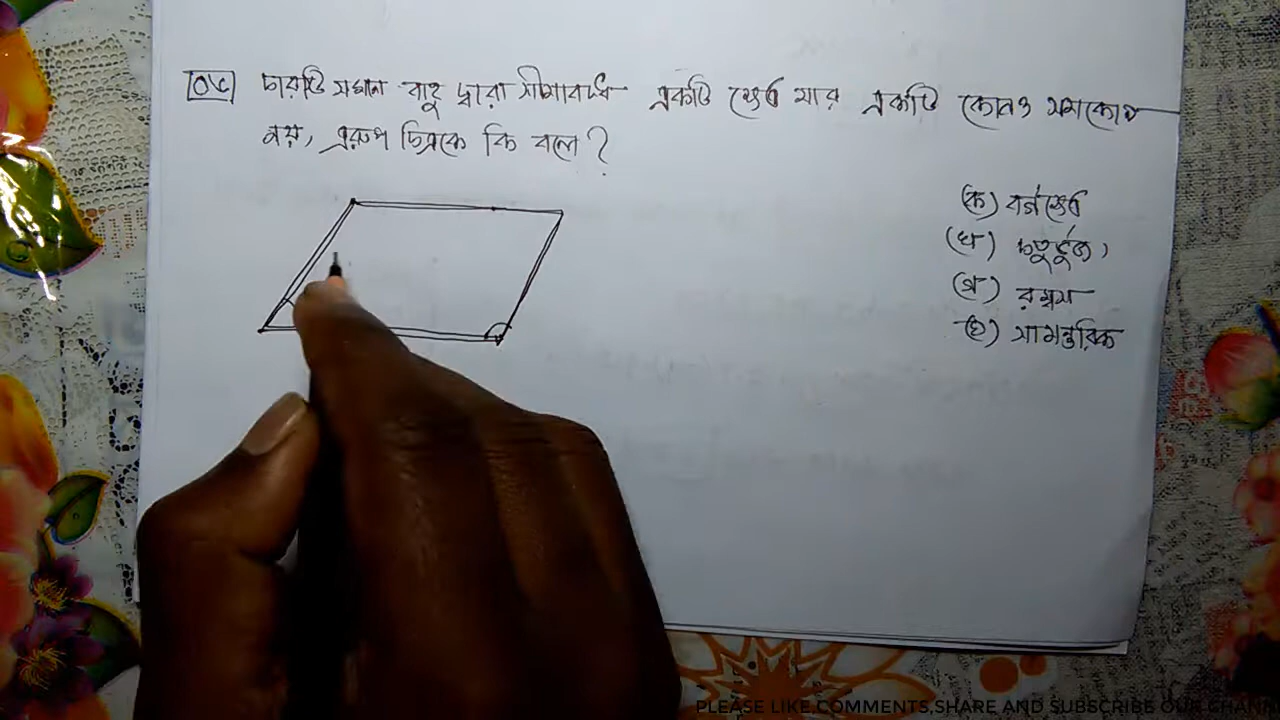 ০৫ চারটি সমান বাহু দ্বারা সীমাবদ্ধ একটি ক্ষেত্র যার একটি কোনও সমকোণ
নয়, এরূপ চিত্রকে কি বলে?
(ক) বর্গক্ষেত্র
(খ) চতুর্ভুজ,
(গ) রম্বস
(ঘ) সামন্তরিক
PLEASE LIKE,COMMENTS,SHARE AND SUBSCRIBE OUR CHANN